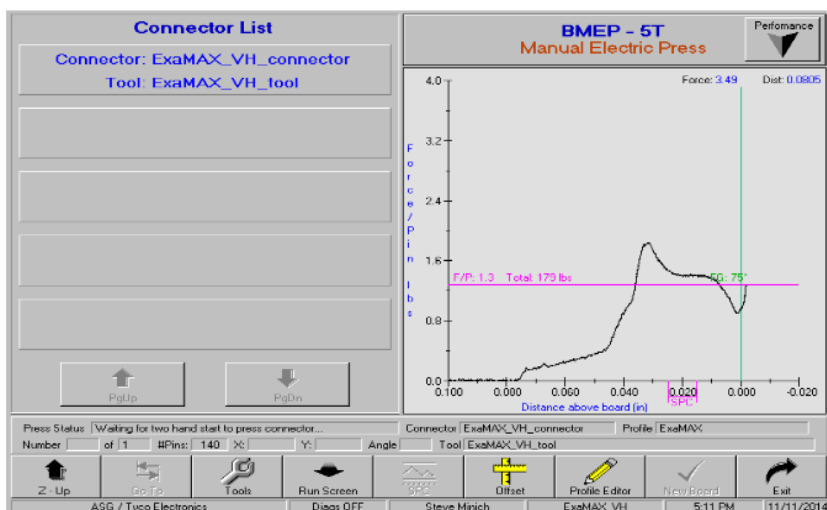 Connector List
Connector: ExaMAX_VH_connector
Tool: ExaMAX_VH_tool
PgUp
PgDn
BMEP - 5T
Manual Electric Press
Perfomance
Force: 3.49 Dist: 0.0805
Force/Pin lbs
4.0
3.2
2.4
1.6
0.8
0.0
F/P: 1.3 Total: 179 lbs
FG: 75°
0.100 0.080 0.060 0.040 0.020 0.000 -0.020
SPC
Distance above board (in)
Press Status Waiting for two hand start to press connector...
Connector ExaMAX_VH_connector Profile ExaMAX
Number of 1 #Pins: 140 X: Y: Angle
Tool ExaMAX_VH_tool
Z - Up
Go To
Tools
Run Screen
SPC
Offset
Profile Editor
New Board
Exit
ASG / Tyco Electronics Diags OFF Steve Minich ExaMAX_VH 5:11 PM 11/11/2014